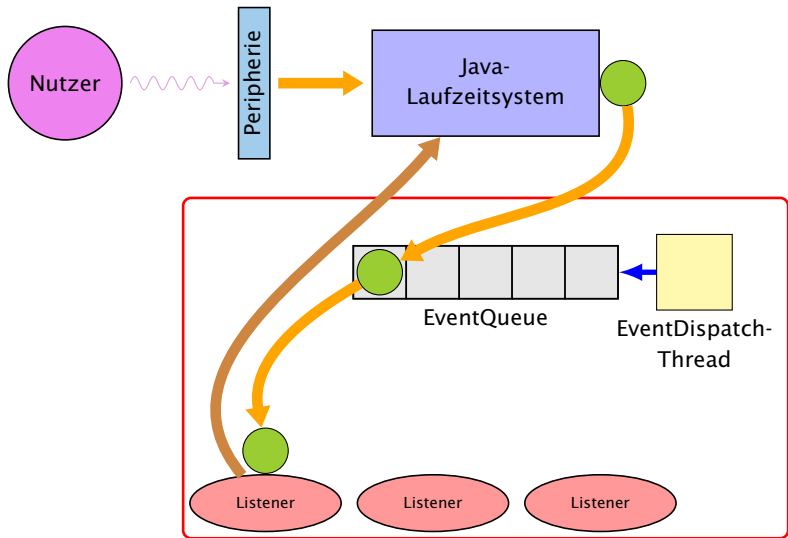 Nutzer
Peripherie
Java-
Laufzeitsystem
EventQueue
EventDispatch-
Thread
Listener
Listener
Listener